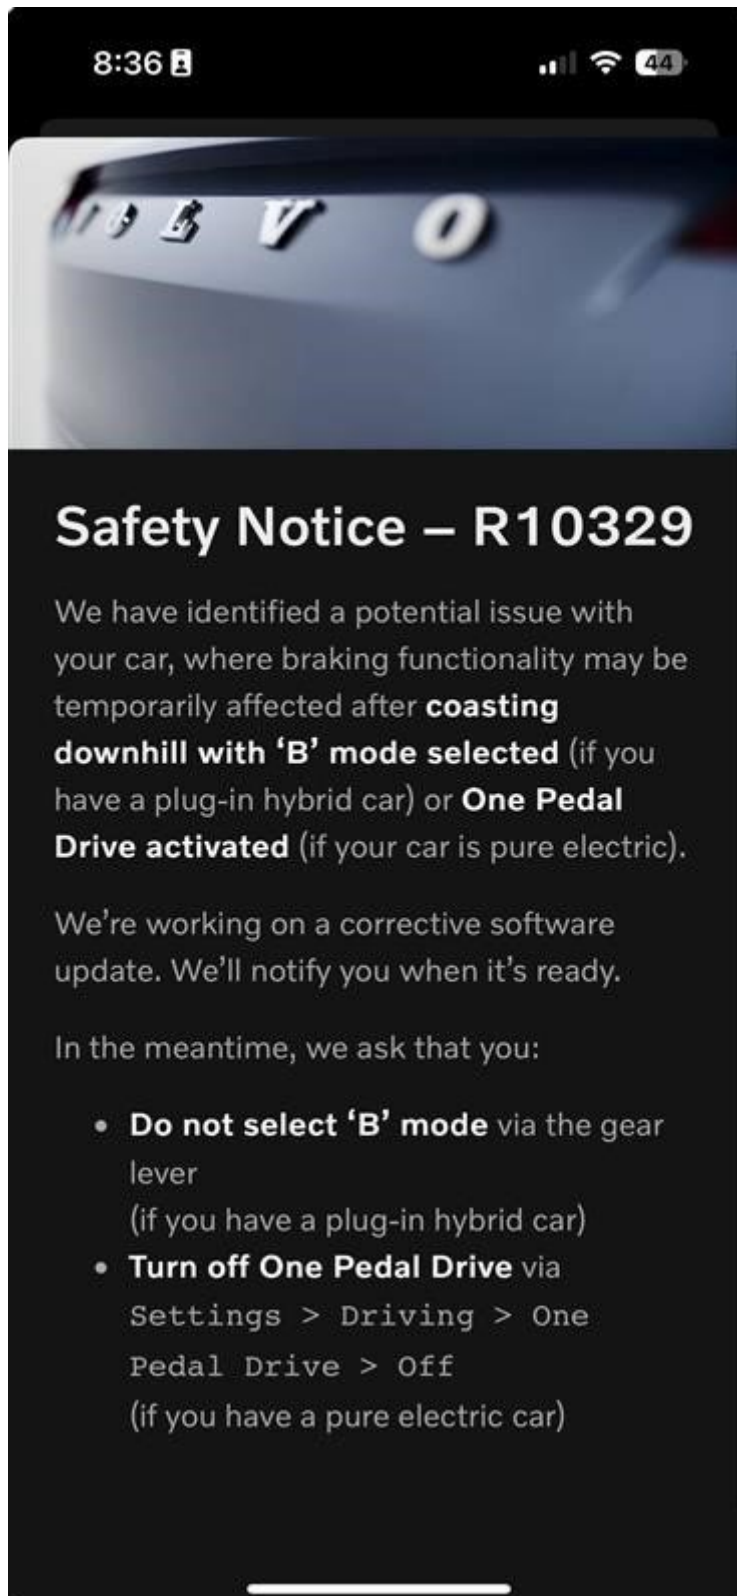 8:36
44
VOLVO
Safety Notice – R10329
We have identified a potential issue with
your car, where braking functionality may be
temporarily affected after coasting
downhill with ‘B’ mode selected (if you
have a plug-in hybrid car) or One Pedal
Drive activated (if your car is pure electric).
We’re working on a corrective software
update. We’ll notify you when it’s ready.
In the meantime, we ask that you:
• Do not select ‘B’ mode via the gear
lever
(if you have a plug-in hybrid car)
• Turn off One Pedal Drive via
Settings > Driving > One
Pedal Drive > Off
(if you have a pure electric car)